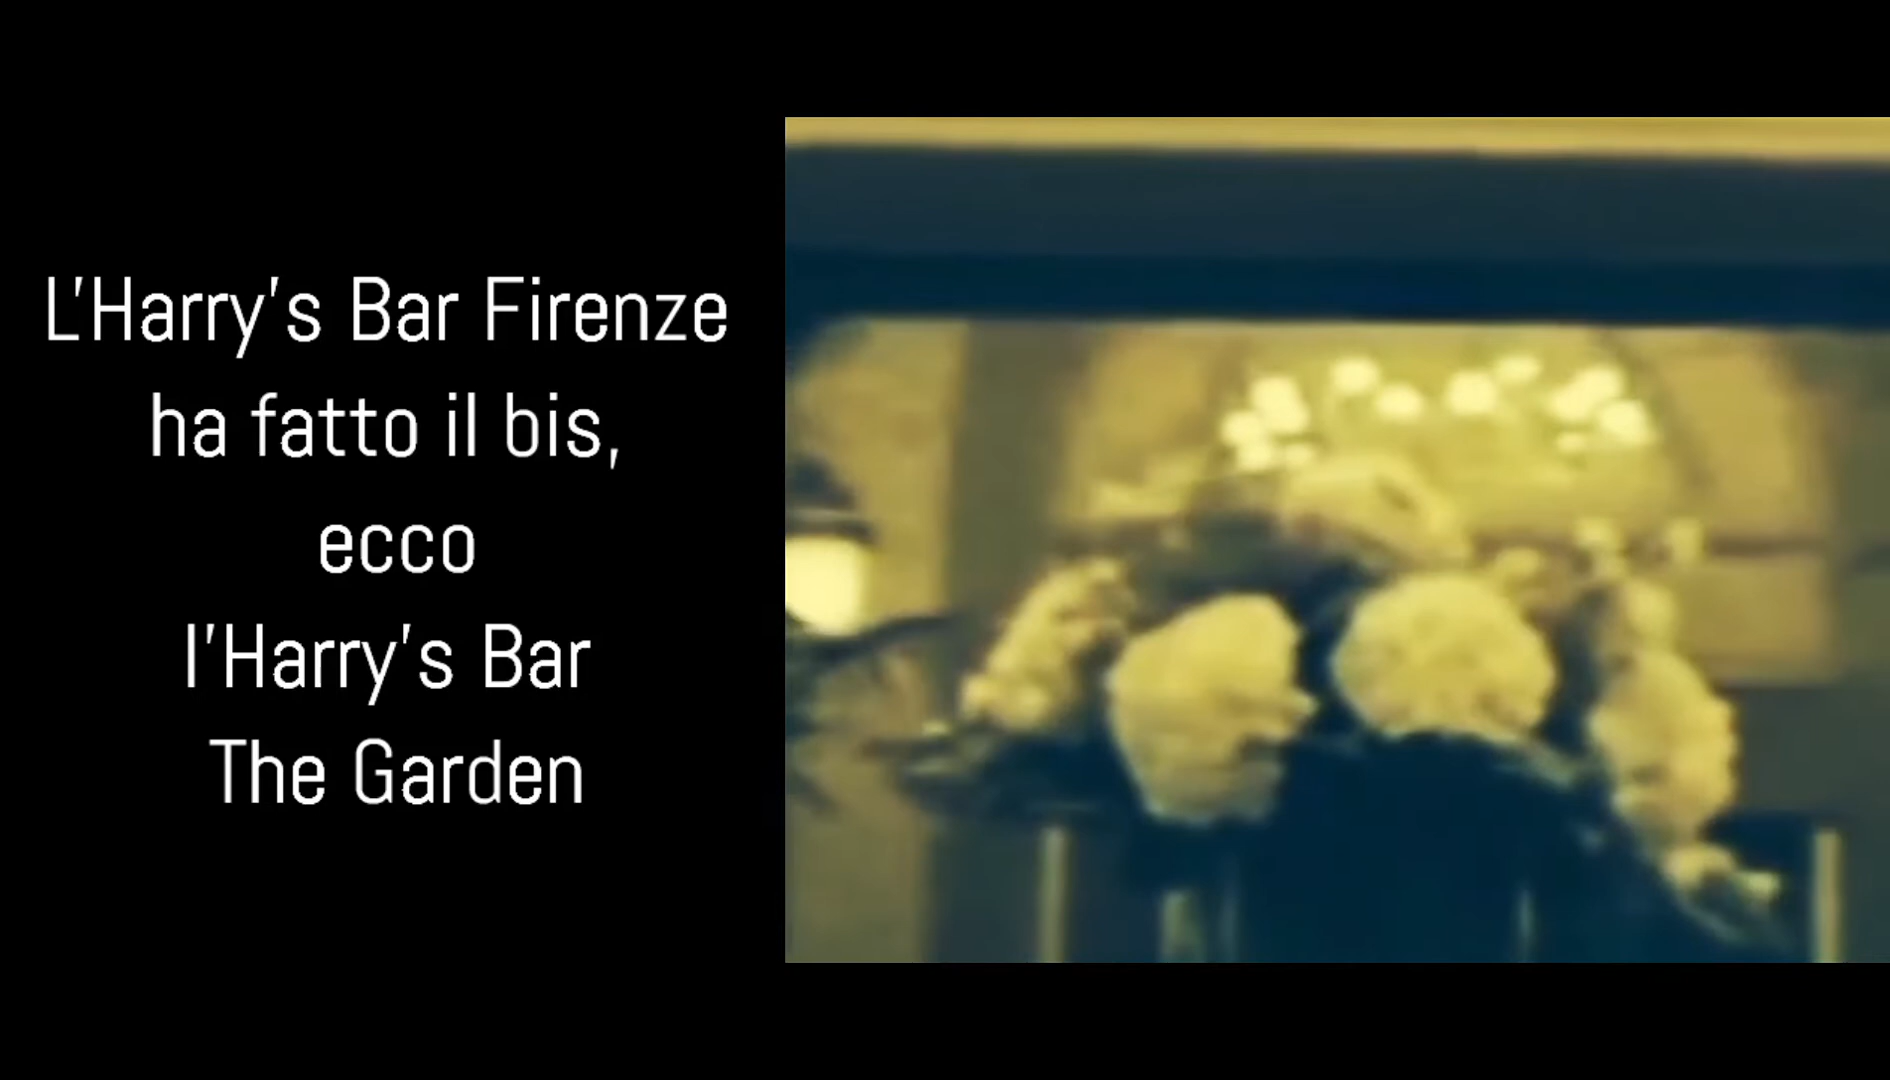 L'Harry's Bar Firenze
ha fatto il bis,
ecco
l'Harry's Bar
The Garden